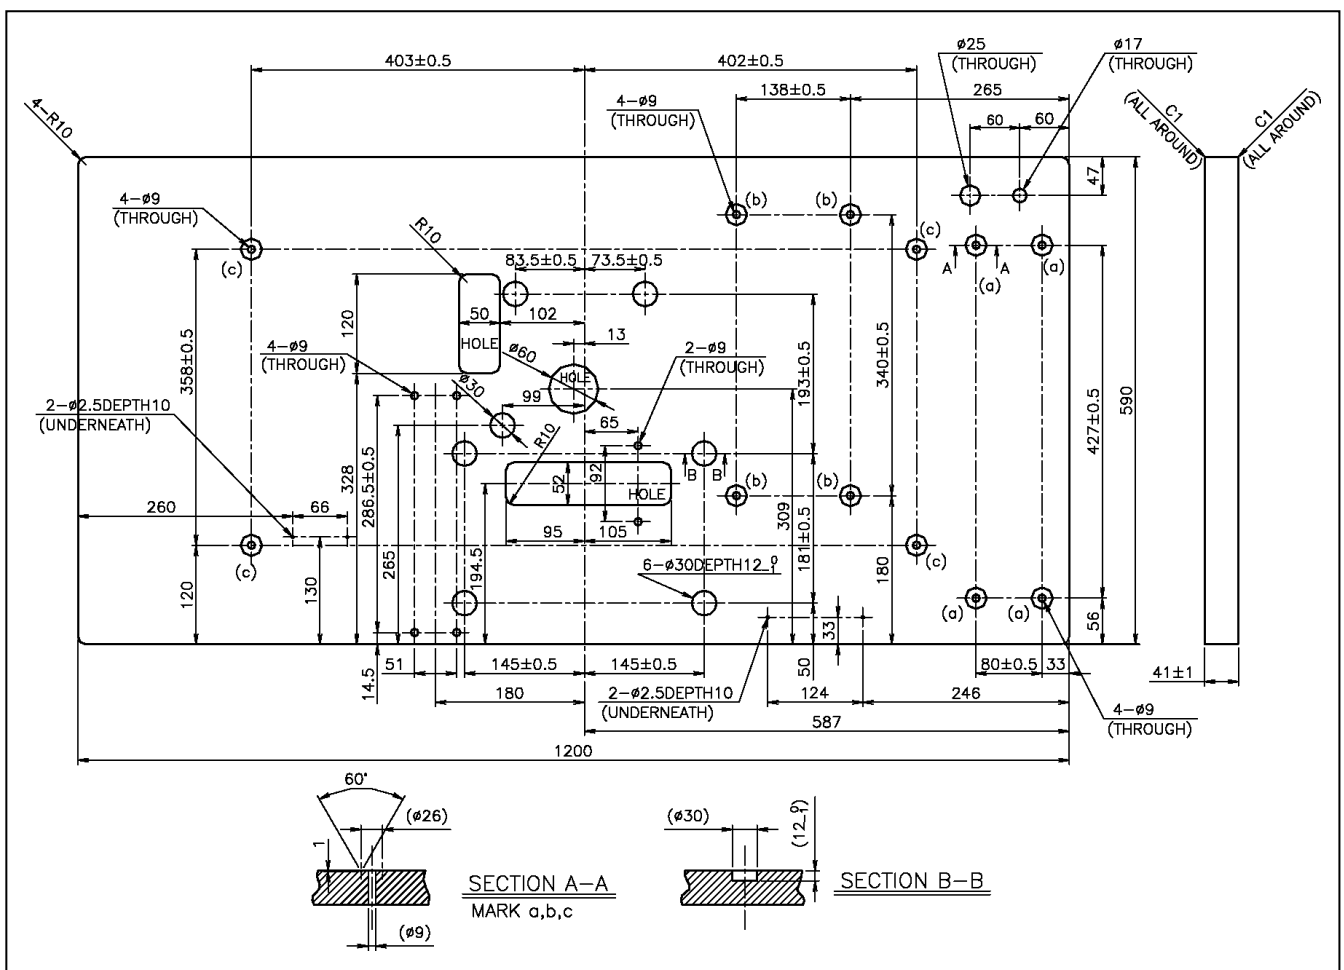 403±0.5
402±0.5
ø25
(THROUGH)
ø17
(THROUGH)
138±0.5
265
4-ø9
(THROUGH)
60
60
C1
(ALL AROUND)
C1
(ALL AROUND)
4-R10
47
4-ø9
(THROUGH)
(b)
(b)
(c)
(c)
R10
83.5±0.5
73.5±0.5
A
A
(a)
(a)
120
50
102
HOLE
13
4-ø9
(THROUGH)
ø60
HOLE
2-ø9
(THROUGH)
358±0.5
193±0.5
340±0.5
427±0.5
590
ø30
99
2-ø2.5DEPTH10
(UNDERNEATH)
65
R10
328
286.5±0.5
92
B
B
52
HOLE
(b)
(b)
260
66
309
95
105
181±0.5
(c)
(c)
265
194.5
6-ø30DEPTH12 0 -1
180
120
130
(a)
(a)
56
33
50
51
145±0.5
145±0.5
80±0.5
33
41±1
14.5
180
2-ø2.5DEPTH10
(UNDERNEATH)
124
246
4-ø9
(THROUGH)
587
1200
60°
(ø26)
1
(ø9)
SECTION A-A
MARK a,b,c
(ø30)
(12 0 -1)
SECTION B-B